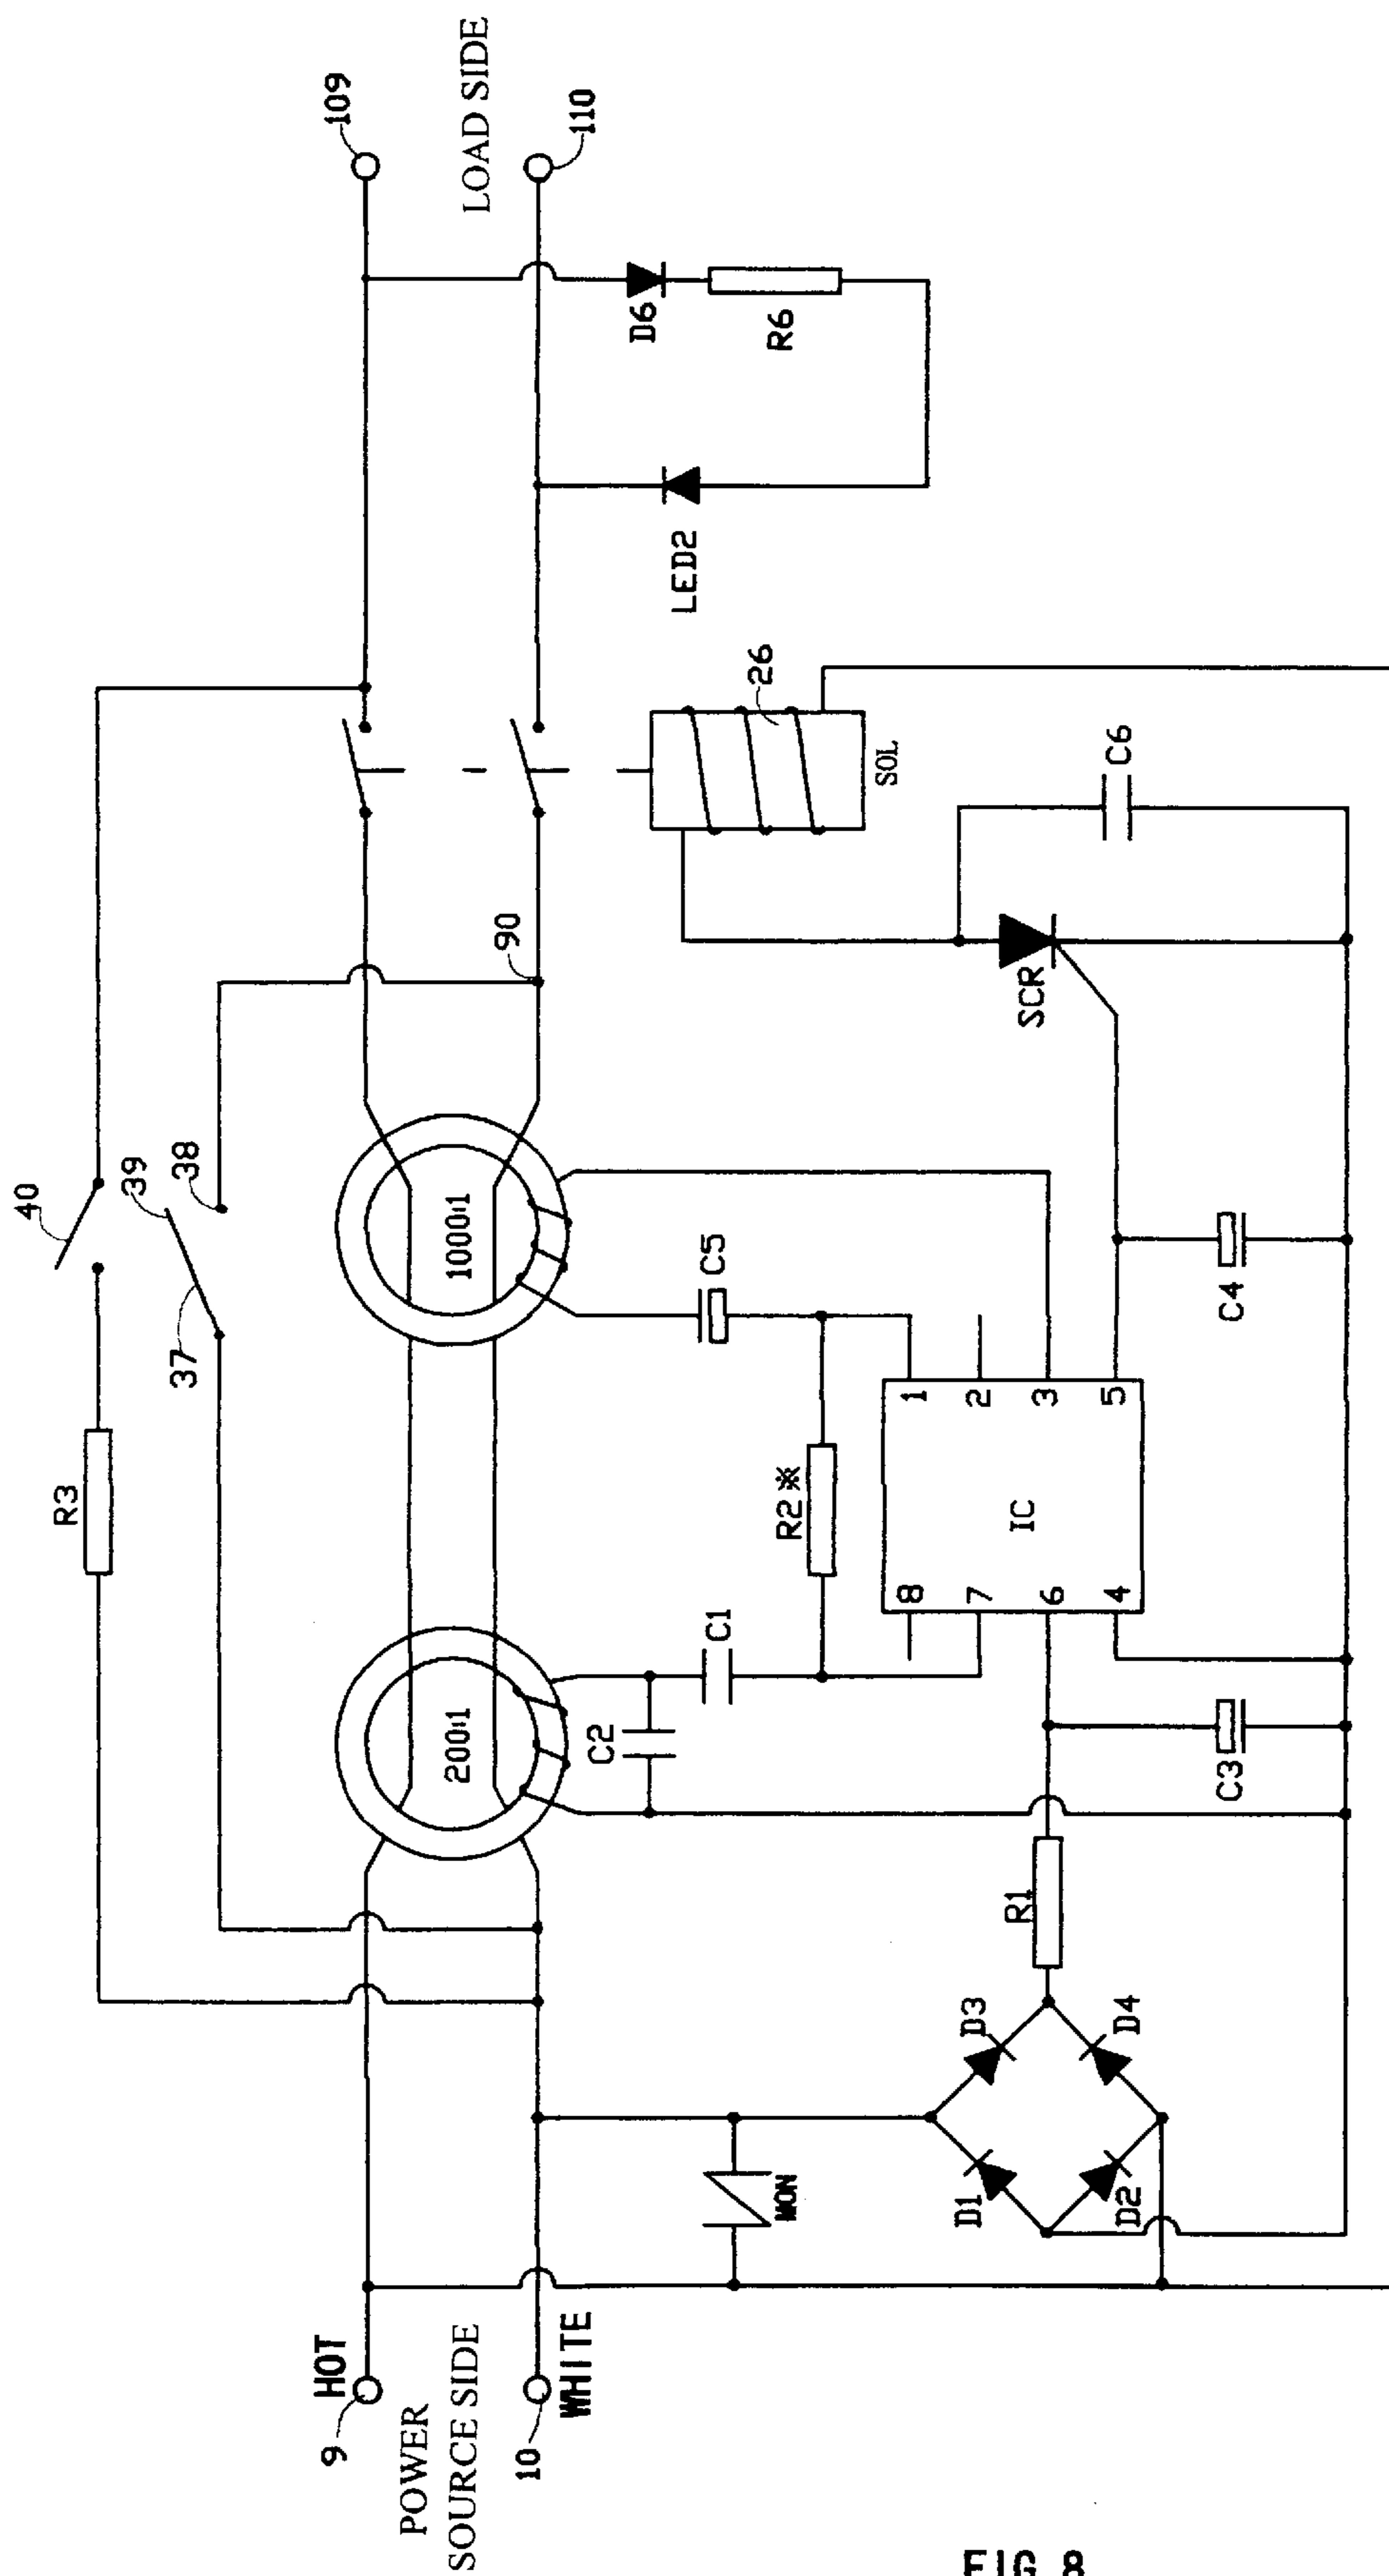 40
39
38
37
R3
109
LOAD SIDE
110
HOT
9
POWER
SOURCE SIDE
10
WHITE
200:1
1000:1
90
D6
R6
LED2
26
SOL
C6
SCR
C5
C1
C2
R2※
1
2
3
5
8
7
6
4
IC
C4
C3
R1
D3
D4
D1
D2
MON
FIG 8